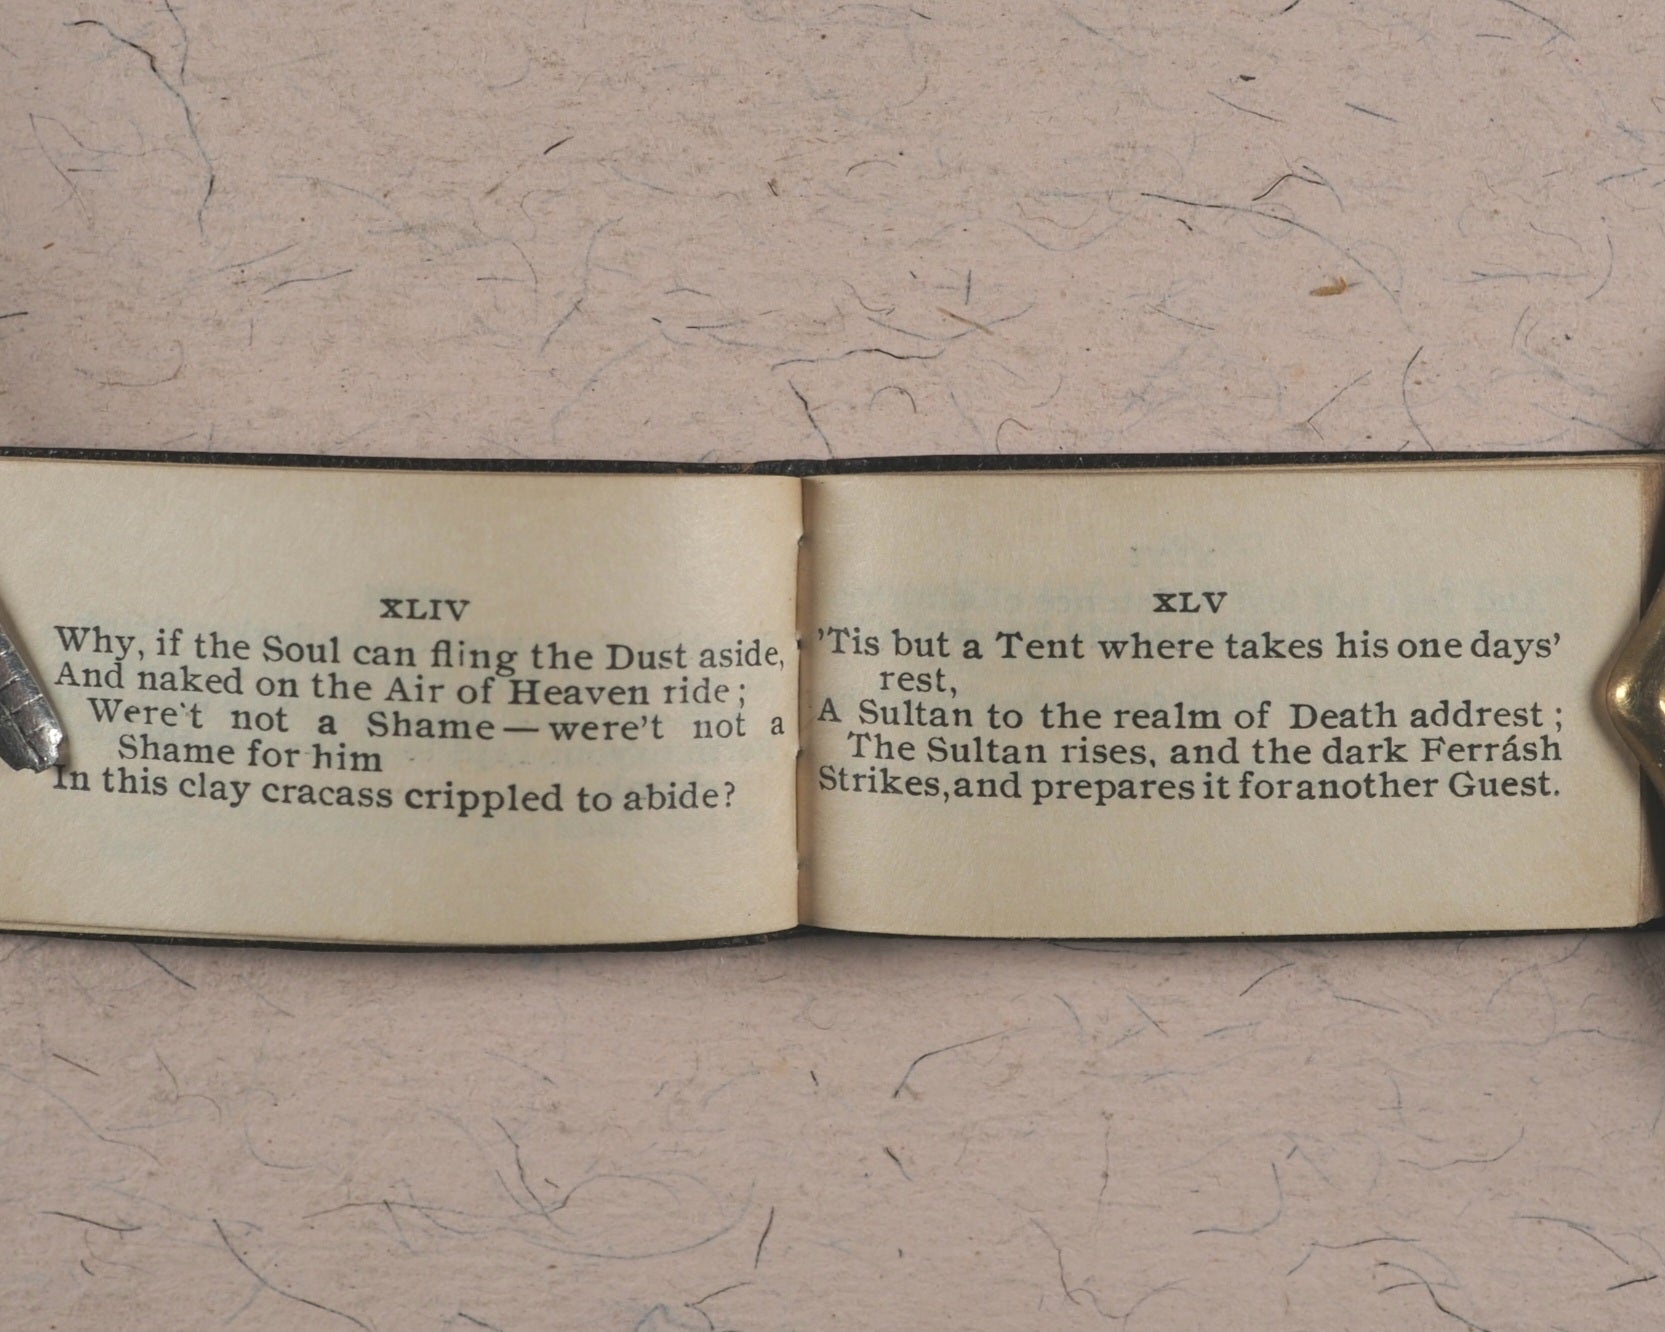 XLIV
Why, if the Soul can fling the Dust aside,
And naked on the Air of Heaven ride;
Were't not a Shame—were't not a
Shame for him
In this clay cracass crippled to abide?
XLV
'Tis but a Tent where takes his one days'
rest,
A Sultan to the realm of Death addrest;
The Sultan rises, and the dark Ferrásh
Strikes, and prepares it for another Guest.